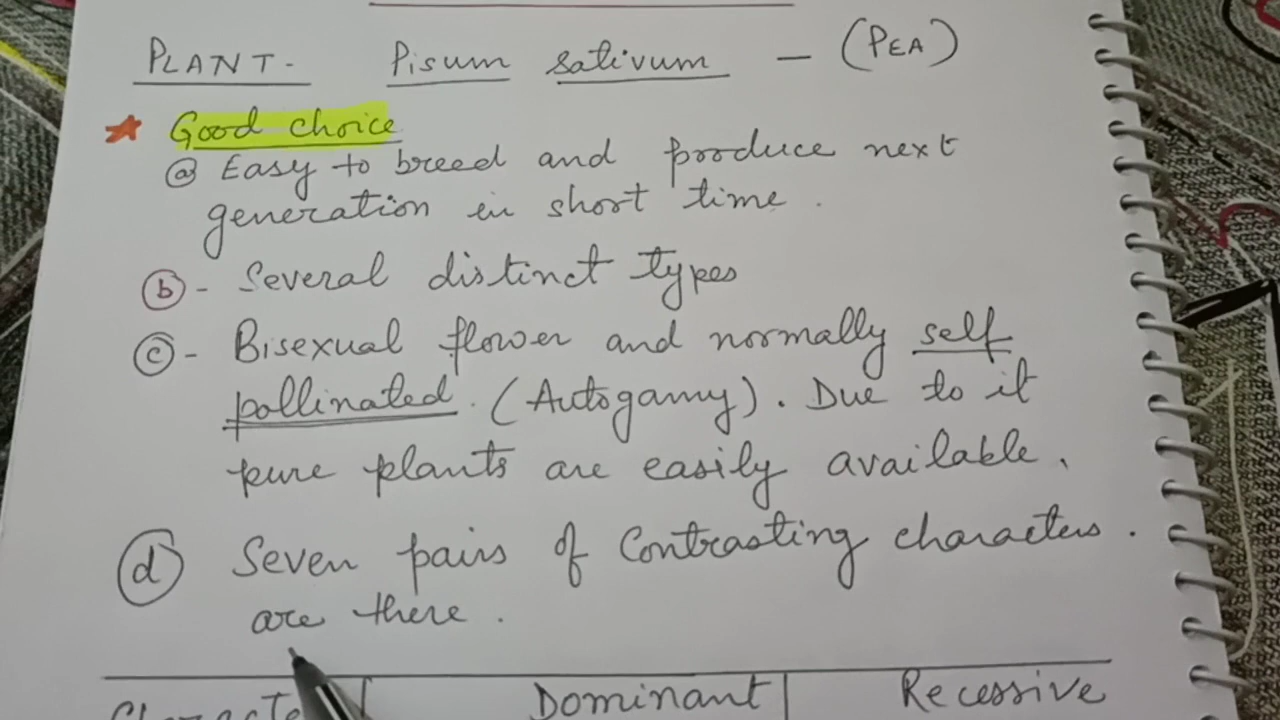 PLANT- Pisum sativum - (PEA)
Good choice
ⓐ Easy to breed and produce next
generation in short time.
ⓑ- Several distinct types
ⓒ- Bisexual flower and normally self
pollinated. (Autogamy). Due to it
pure plants are easily available.
ⓓ Seven pairs of Contrasting characters.
are there.
Dominant Recessive